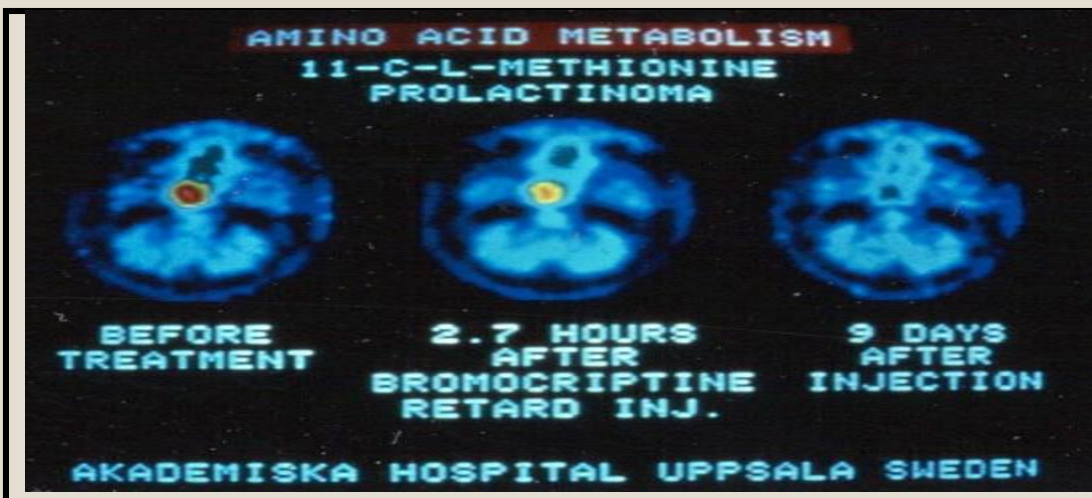 AMINO ACID METABOLISM
11-C-L-METHIONINE
PROLACTINOMA
BEFORE
TREATMENT
2.7 HOURS
AFTER
BROMOCRIPTINE
RETARD INJ.
9 DAYS
AFTER
INJECTION
AKADEMISKA HOSPITAL UPPSALA SWEDEN